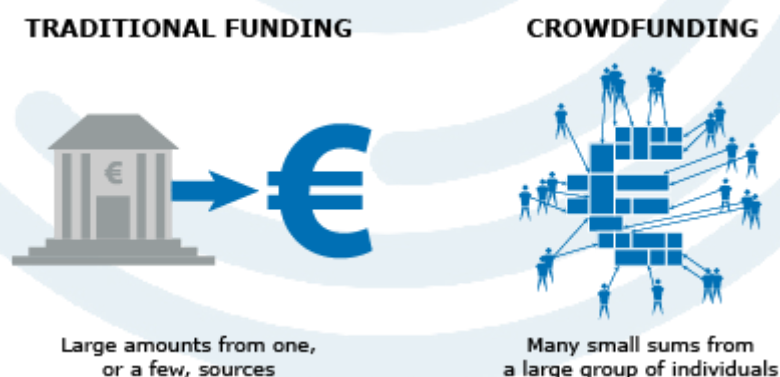 TRADITIONAL FUNDING
CROWDFUNDING
€
€
Large amounts from one,
or a few, sources
Many small sums from
a large group of individuals